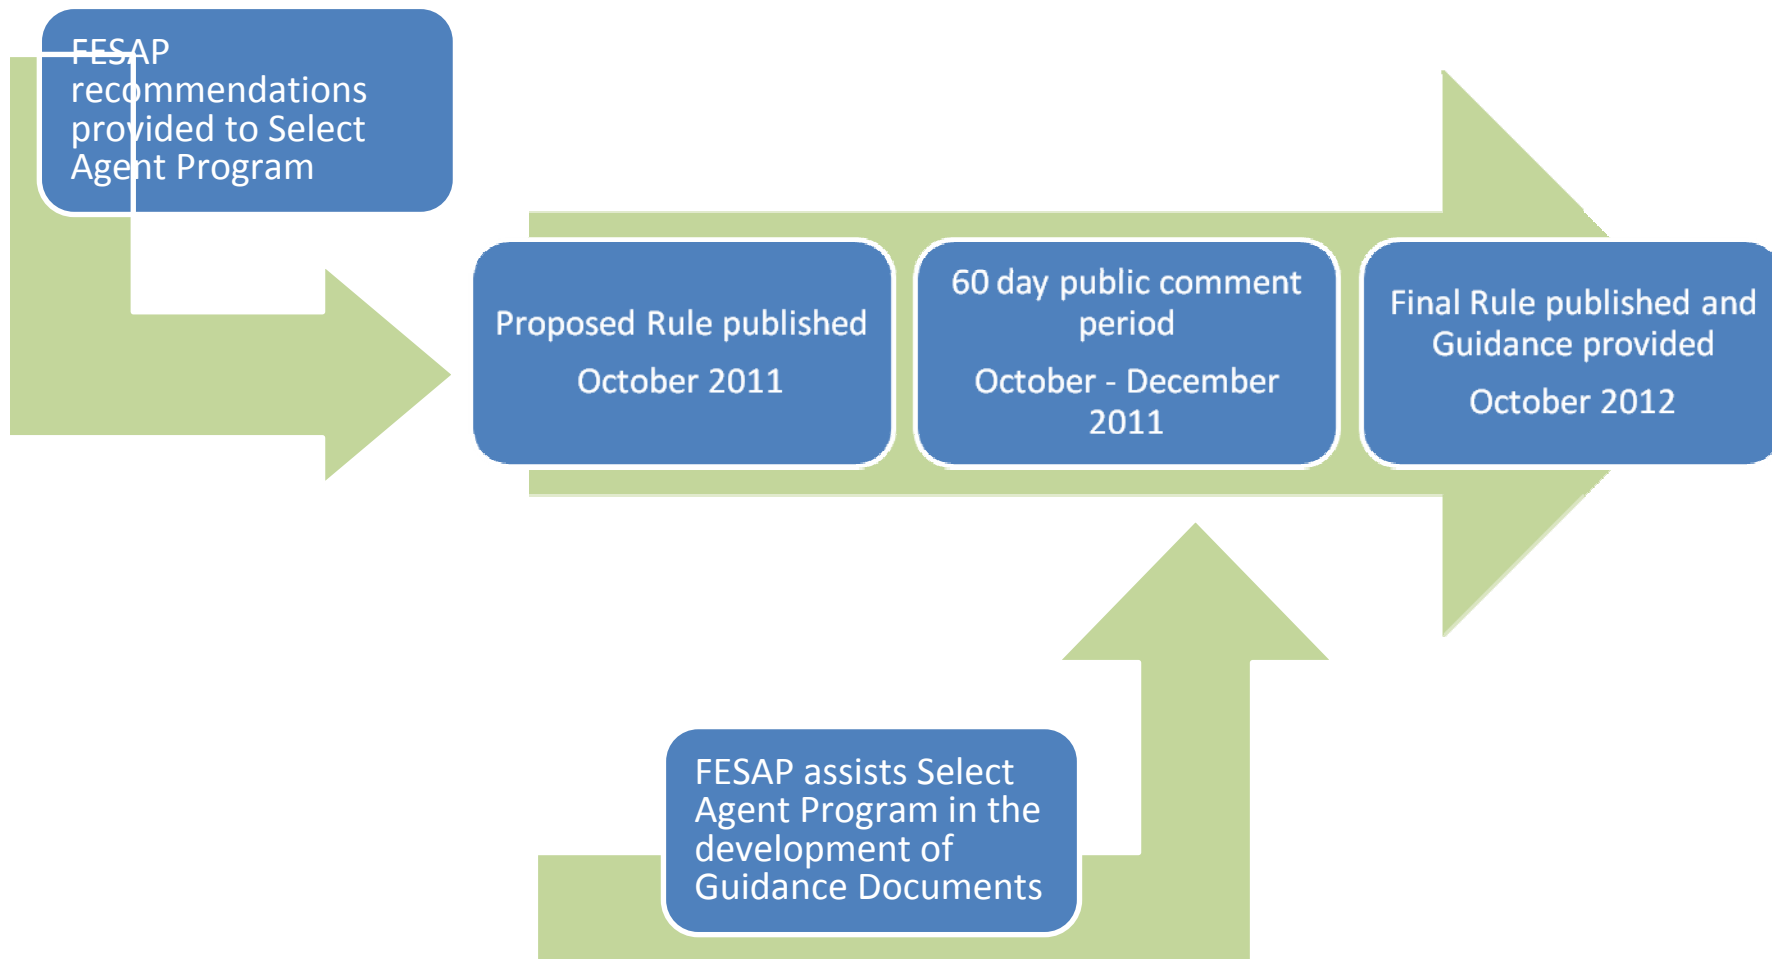 FESAP
recommendations
provided to Select
Agent Program
Proposed Rule published
October 2011
60 day public comment
period
October - December
2011
Final Rule published and
Guidance provided
October 2012
FESAP assists Select
Agent Program in the
development of
Guidance Documents